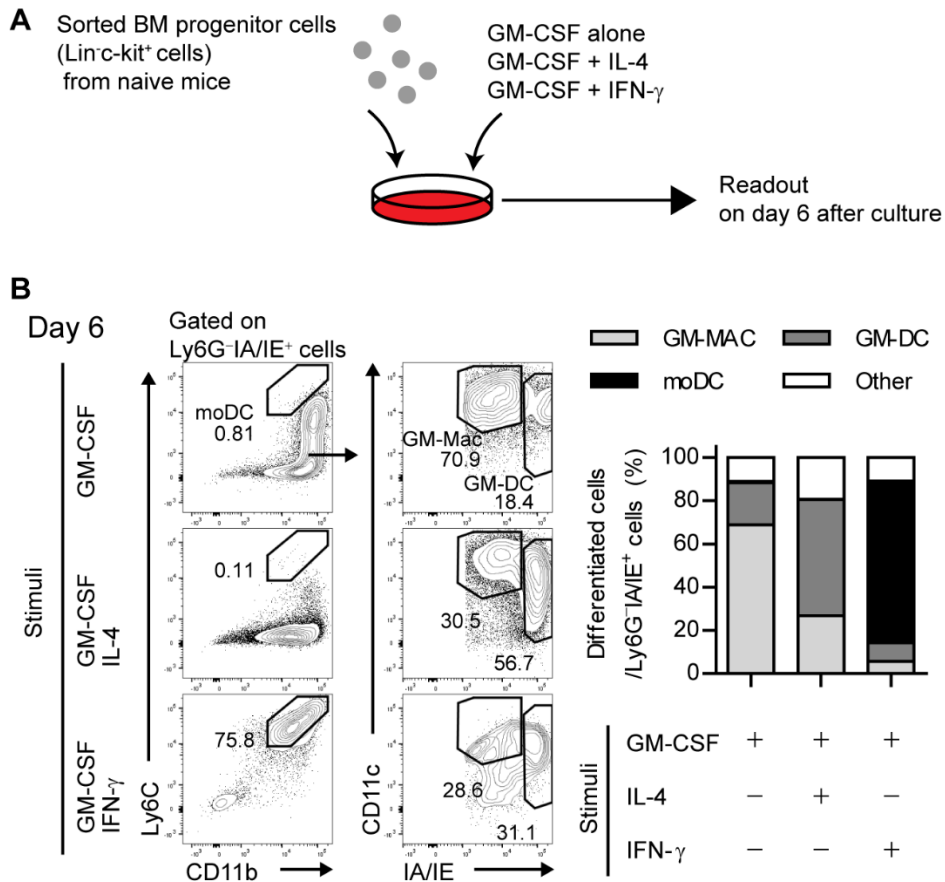 A
Sorted BM progenitor cells
(Lin⁻c-kit⁺ cells)
from naive mice
GM-CSF alone
GM-CSF + IL-4
GM-CSF + IFN-γ
Readout
on day 6 after culture
B
Day 6
Gated on
Ly6G⁻IA/IE⁺ cells
Stimuli
GM-CSF
moDC
0.81
GM-Mac
70.9
GM-DC
18.4
GM-CSF
IL-4
0.11
30.5
56.7
GM-CSF
IFN-γ
75.8
28.6
31.1
Ly6C
CD11b
CD11c
IA/IE
GM-MAC
GM-DC
moDC
Other
Differentiated cells
/Ly6G⁻IA/IE⁺ cells (%)
100
80
60
40
20
0
Stimuli
GM-CSF + + +
IL-4 – + –
IFN-γ – – +